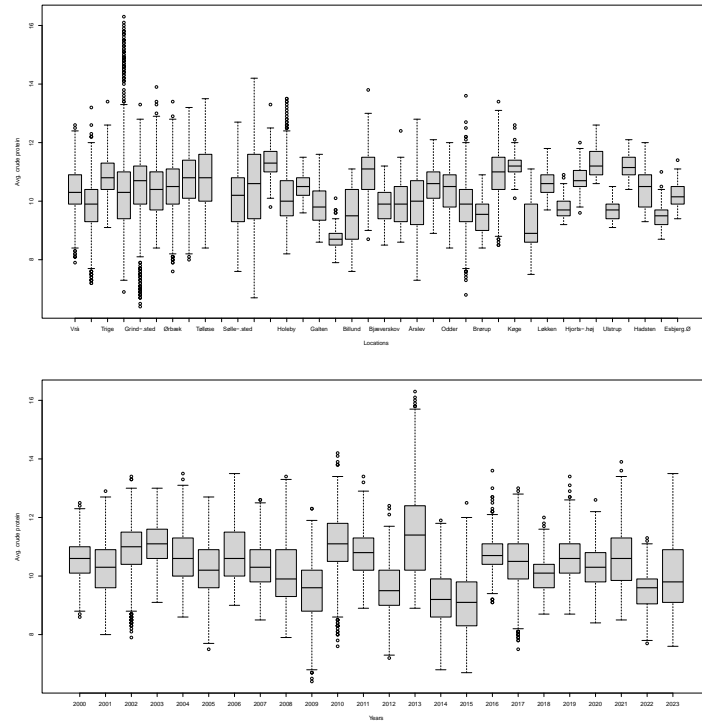 16
14
12
10
8
Avg. crude protein
Vrå Trige Grind−.sted Ørbæk Tølløse Sølle−.sted Holeby Galten Billund Bjæverskov Årslev Odder Brørup Køge Løkken Hjorts−.høj Ulstrup Hadsten Esbjerg.Ø
Locations
16
14
12
10
8
Avg. crude protein
2000 2001 2002 2003 2004 2005 2006 2007 2008 2009 2010 2011 2012 2013 2014 2015 2016 2017 2018 2019 2020 2021 2022 2023
Years